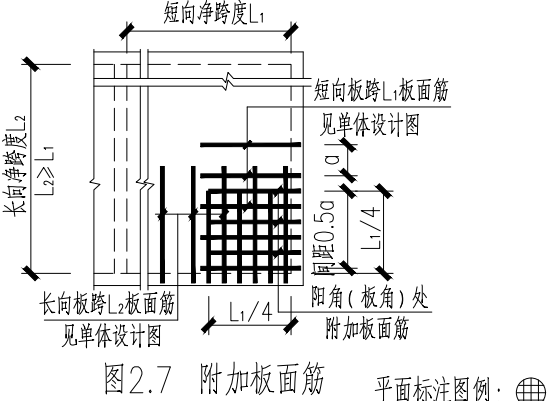 短向净跨度L1
短向板跨L1板面筋
见单体设计图
长向净跨度L2
L2≥L1
a
间距0.5a
L1/4
长向板跨L2板面筋
见单体设计图
L1/4
阳角(板角)处
附加板面筋
图2.7 附加板面筋
平面标注图例: